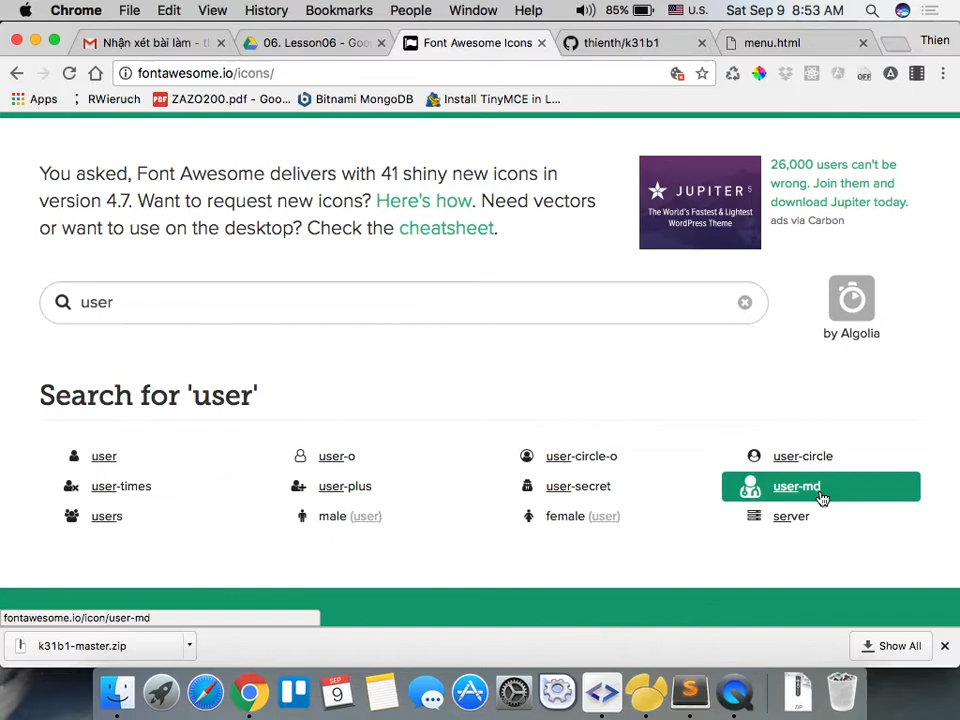 Chrome File Edit View History Bookmarks People Window Help 85% U.S. Sat Sep 9 8:53 AM
Nhận xét bài làm - t 06. Lesson06 - Goo Font Awesome Icons thienth/k31b1 menu.html Thien
fontawesome.io/icons/ OFF
Apps RWieruch ZAZO200.pdf - Goo... Bitnami MongoDB Install TinyMCE in L...
You asked, Font Awesome delivers with 41 shiny new icons in
version 4.7. Want to request new icons? Here's how. Need vectors
or want to use on the desktop? Check the cheatsheet.
JUPITER 5
The World's Fastest & Lightest
WordPress Theme
26,000 users can't be
wrong. Join them and
download Jupiter today.
ads via Carbon
user
by Algolia
Search for 'user'
user user-o user-circle-o user-circle
user-times user-plus user-secret user-md
users male (user) female (user) server
fontawesome.io/icon/user-md
k31b1-master.zip Show All
SEP
9
ZIP